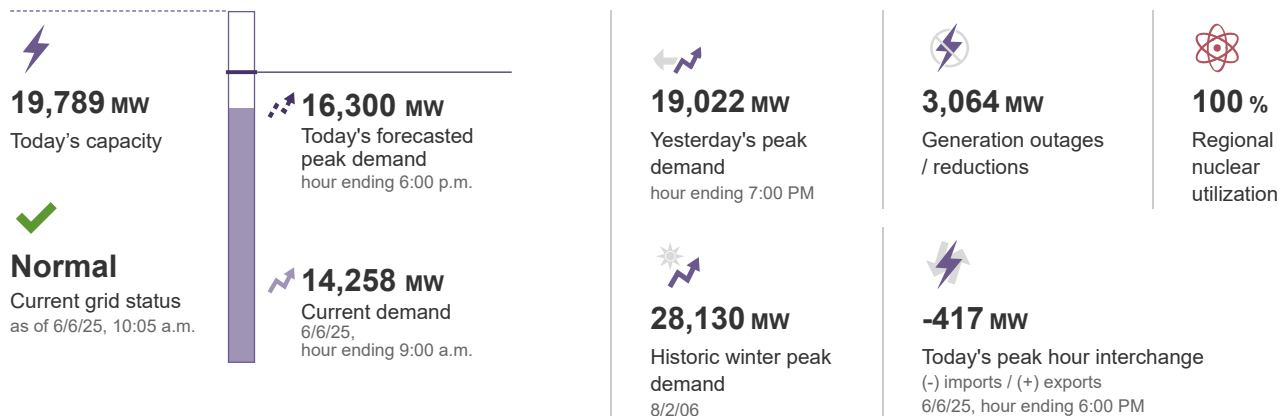 19,789 MW
Today’s capacity
Normal
Current grid status
as of 6/6/25, 10:05 a.m.
16,300 MW
Today's forecasted
peak demand
hour ending 6:00 p.m.
14,258 MW
Current demand
6/6/25,
hour ending 9:00 a.m.
19,022 MW
Yesterday's peak
demand
hour ending 7:00 PM
3,064 MW
Generation outages
/ reductions
100 %
Regional
nuclear
utilization
28,130 MW
Historic winter peak
demand
8/2/06
-417 MW
Today's peak hour interchange
(-) imports / (+) exports
6/6/25, hour ending 6:00 PM